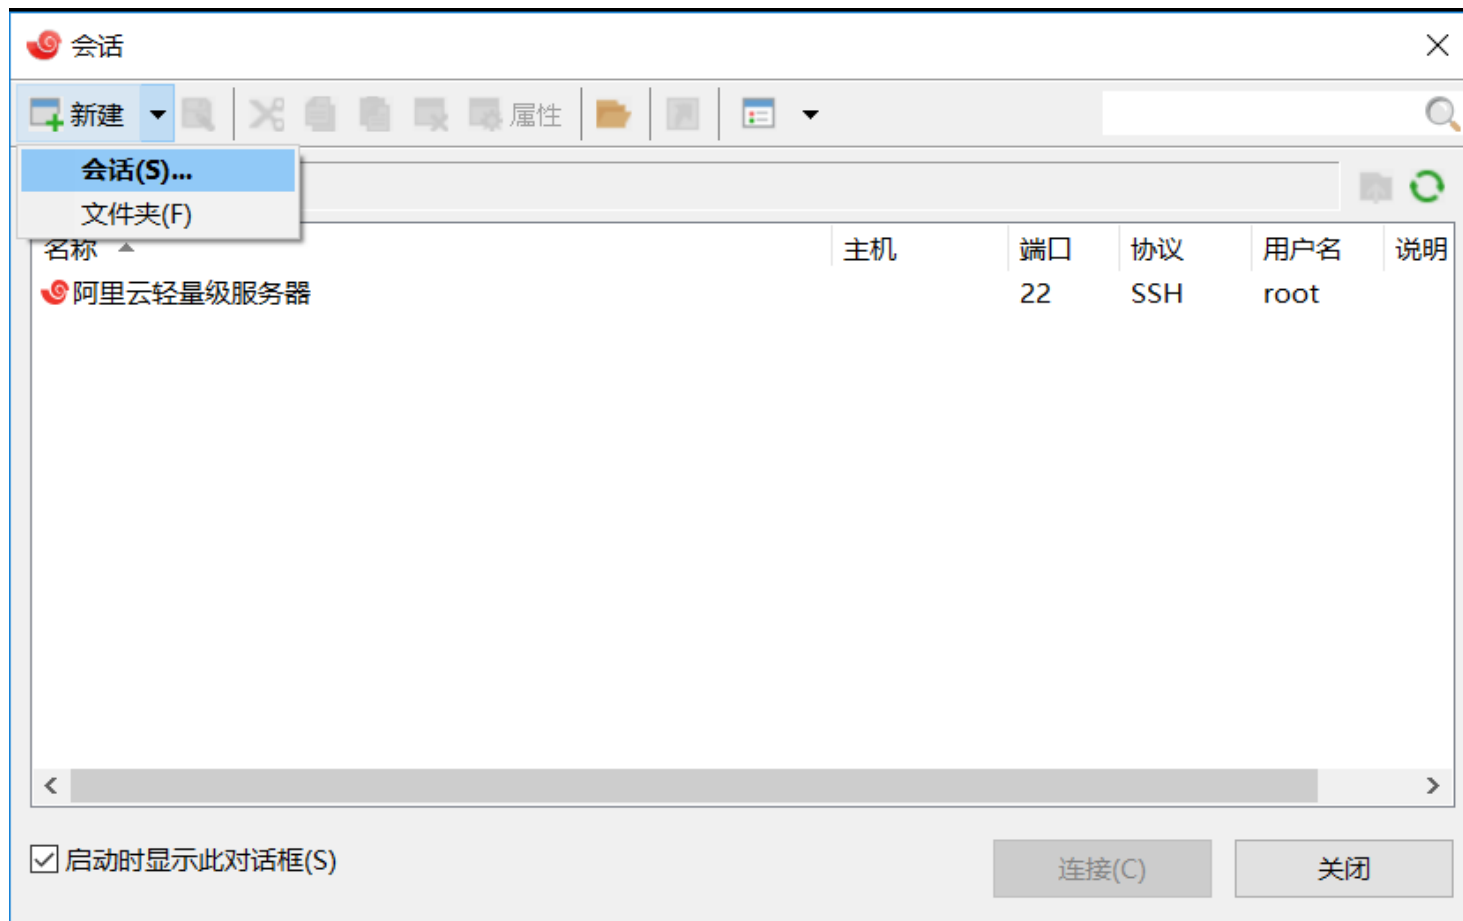 会话
新建 属性
会话(S)...
文件夹(F)
名称 主机 端口 协议 用户名 说明
阿里云轻量级服务器 22 SSH root
启动时显示此对话框(S) 连接(C) 关闭